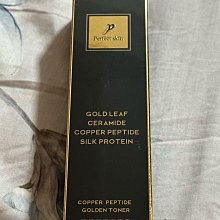 P
Perfect skin
GOLD LEAF
CERAMIDE
COPPER PEPTIDE
SILK PROTEIN
COPPER PEPTIDE
GOLDEN TONER